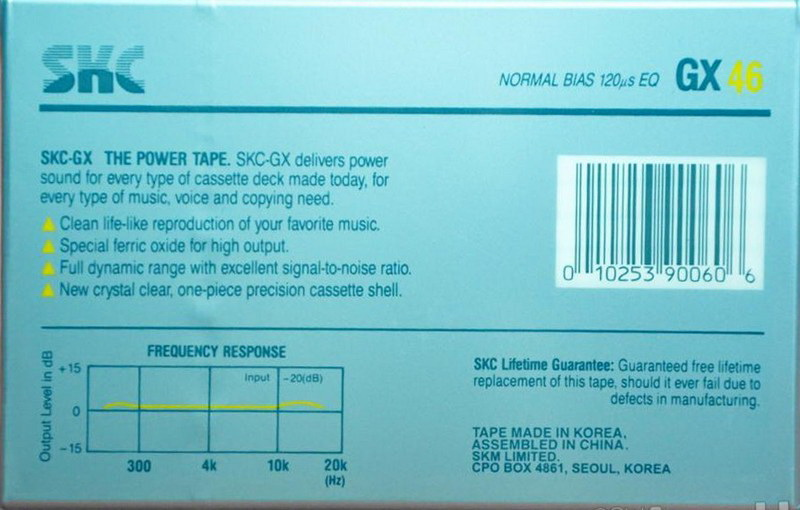 SKC
NORMAL BIAS 120µs EQ GX 46
SKC-GX THE POWER TAPE. SKC-GX delivers power
sound for every type of cassette deck made today, for
every type of music, voice and copying need.
Clean life-like reproduction of your favorite music.
Special ferric oxide for high output.
Full dynamic range with excellent signal-to-noise ratio.
New crystal clear, one-piece precision cassette shell.
0 10253 90060 6
FREQUENCY RESPONSE
Output Level in dB
+15
Input -20(dB)
0
-15
300 4k 10k 20k
(Hz)
SKC Lifetime Guarantee: Guaranteed free lifetime
replacement of this tape, should it ever fail due to
defects in manufacturing.
TAPE MADE IN KOREA,
ASSEMBLED IN CHINA.
SKM LIMITED.
CPO BOX 4861, SEOUL, KOREA